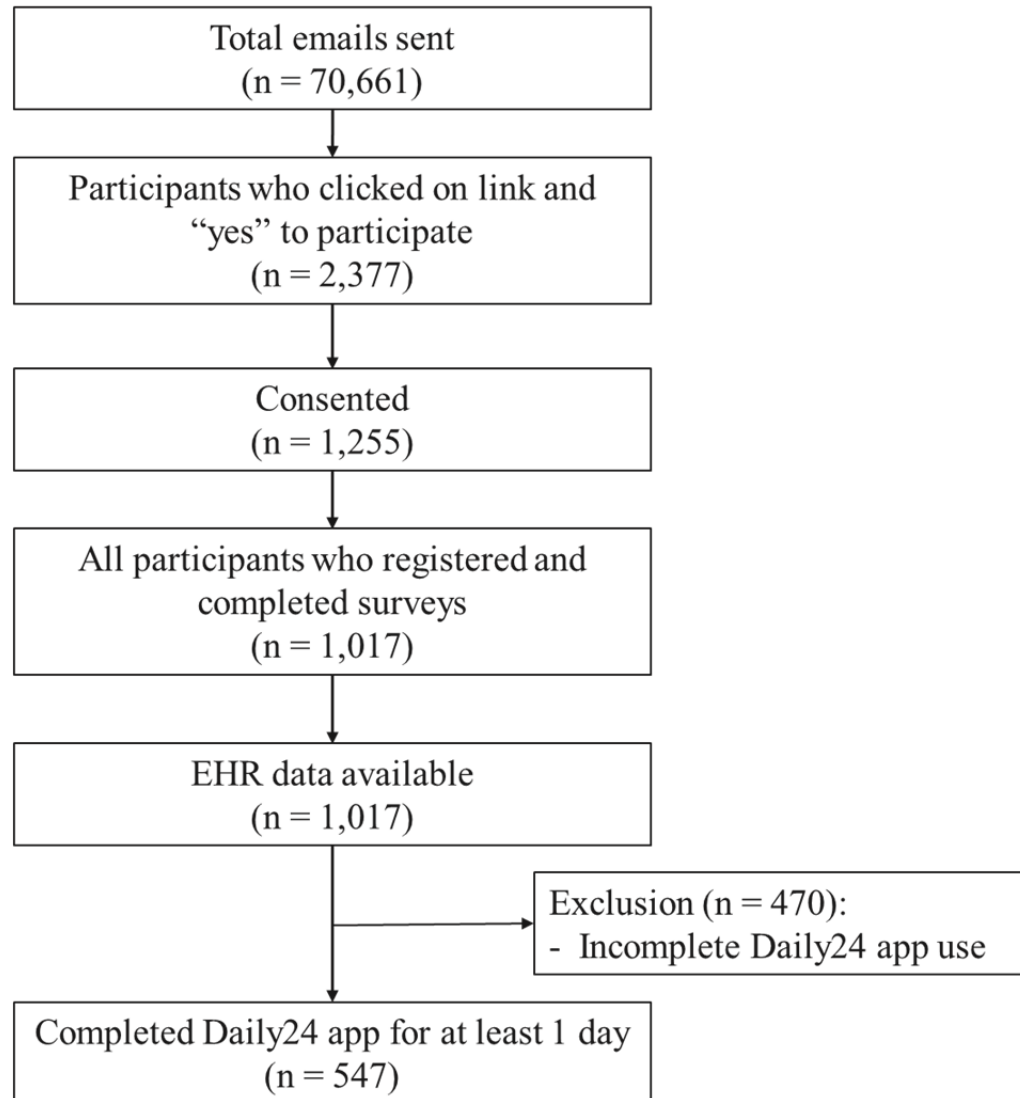 Total emails sent
(n = 70,661)
Participants who clicked on link and
“yes” to participate
(n = 2,377)
Consented
(n = 1,255)
All participants who registered and
completed surveys
(n = 1,017)
EHR data available
(n = 1,017)
Exclusion (n = 470):
- Incomplete Daily24 app use
Completed Daily24 app for at least 1 day
(n = 547)